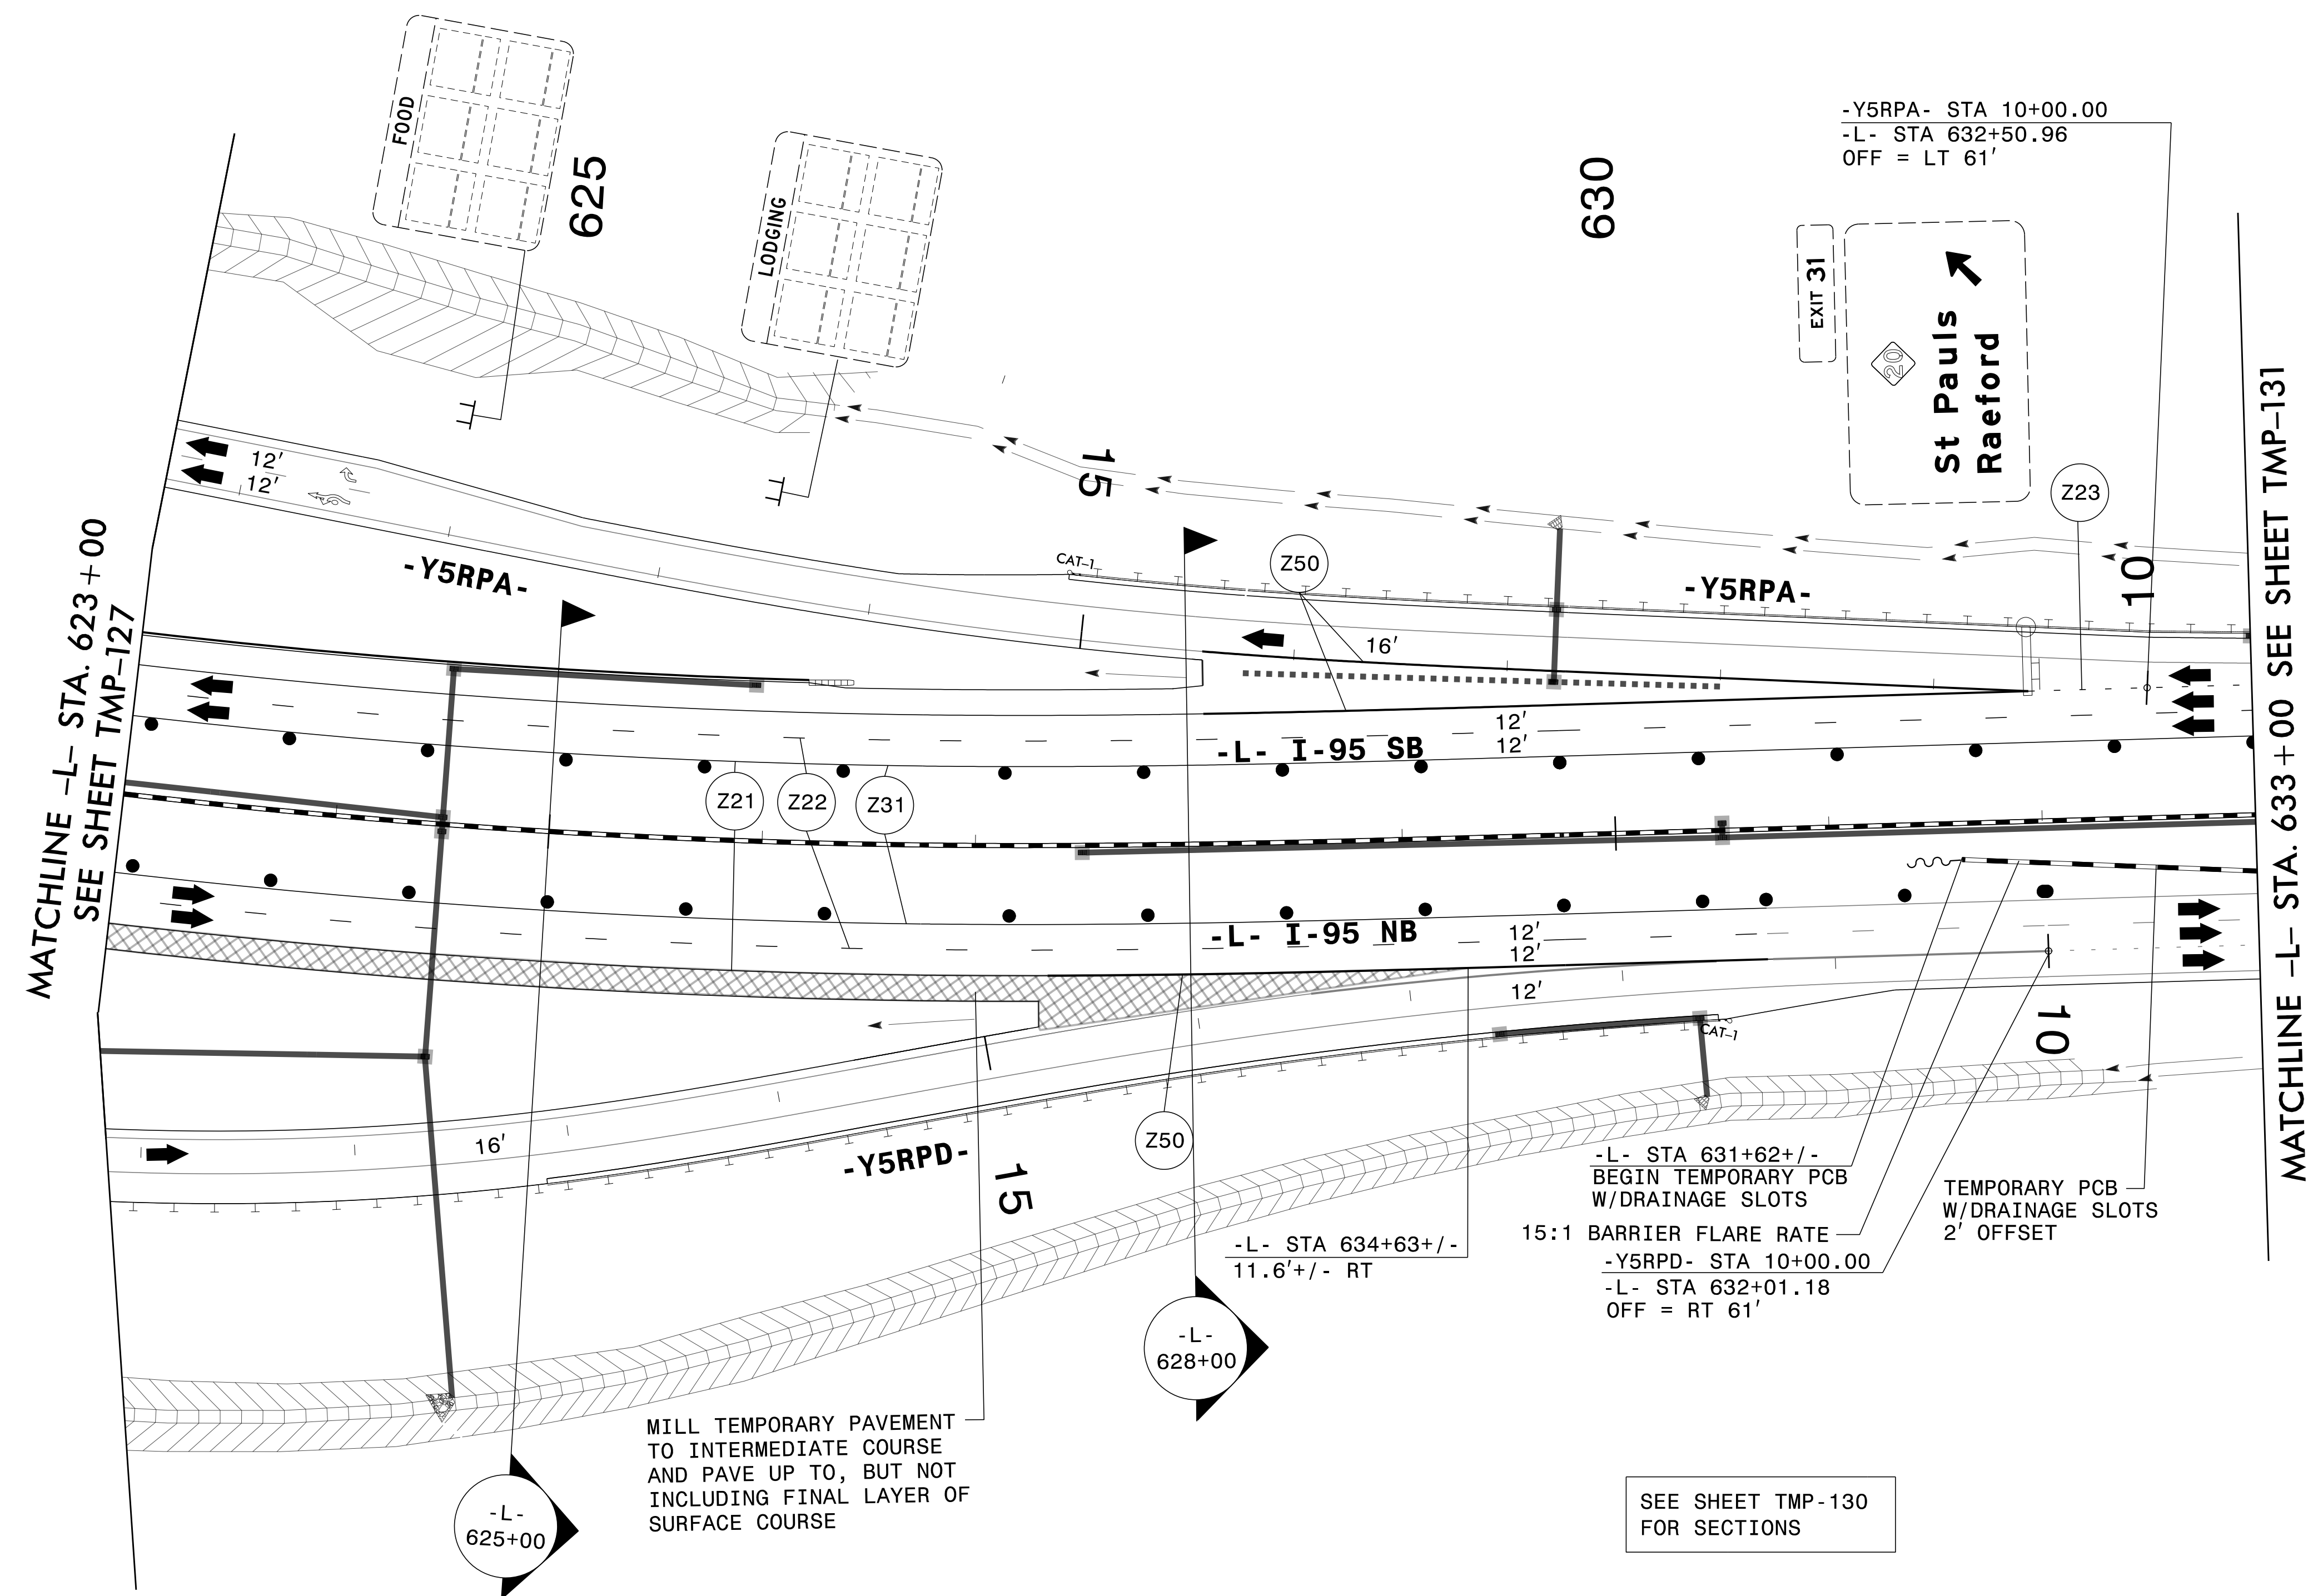 FOOD
625
LODGING
630
-Y5RPA- STA 10+00.00
-L- STA 632+50.96
OFF = LT 61'
EXIT 31
20
St Pauls
Raeford
Z23
10
15
12'
12'
-Y5RPA-
CAT-1
Z50
-Y5RPA-
16'
MATCHLINE -L- STA. 623+00
SEE SHEET TMP-127
MATCHLINE -L- STA. 633+00 SEE SHEET TMP-131
12'
-L- I-95 SB
12'
Z21
Z22
Z31
-L- I-95 NB
12'
12'
12'
CAT-1
10
16'
-Y5RPD-
15
Z50
-L- STA 631+62+/-
BEGIN TEMPORARY PCB
W/DRAINAGE SLOTS
TEMPORARY PCB
W/DRAINAGE SLOTS
2' OFFSET
15:1 BARRIER FLARE RATE
-L- STA 634+63+/-
11.6'+/- RT
-Y5RPD- STA 10+00.00
-L- STA 632+01.18
OFF = RT 61'
-L-
628+00
MILL TEMPORARY PAVEMENT
TO INTERMEDIATE COURSE
AND PAVE UP TO, BUT NOT
INCLUDING FINAL LAYER OF
SURFACE COURSE
-L-
625+00
SEE SHEET TMP-130
FOR SECTIONS